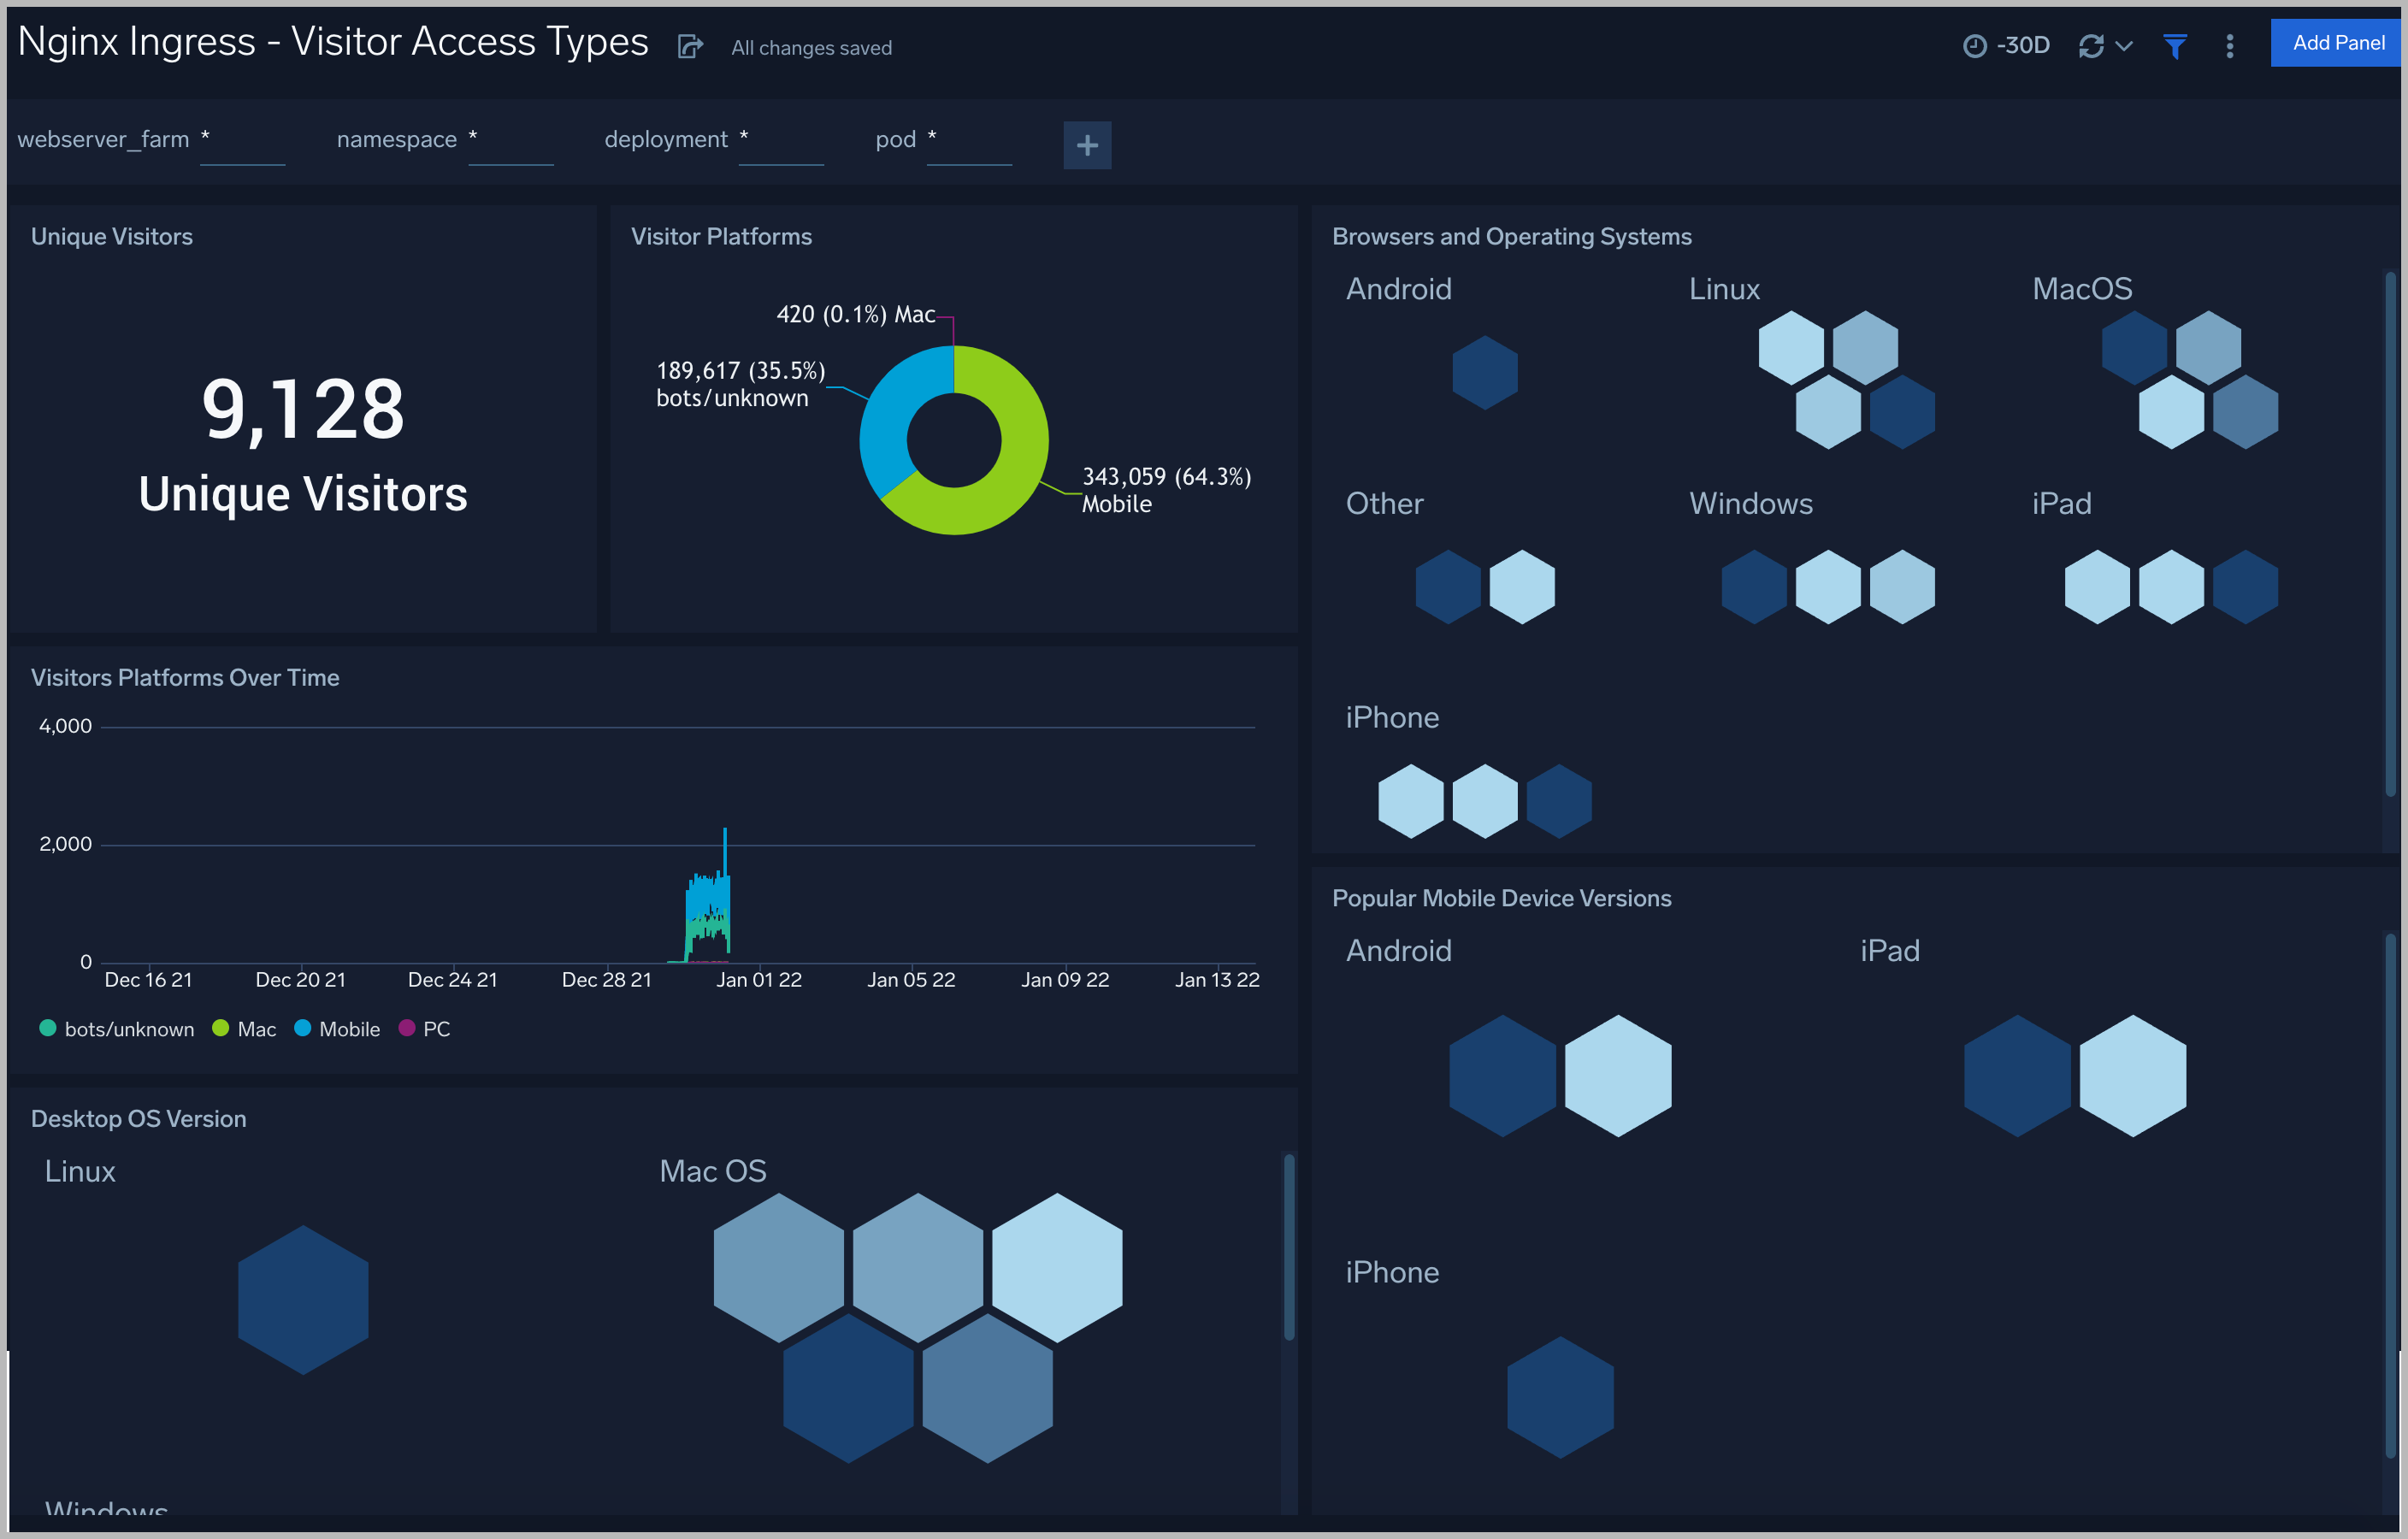 Nginx Ingress - Visitor Access Types
All changes saved
-30D
Add Panel
webserver_farm *
namespace *
deployment *
pod *
+
Unique Visitors
9,128
Unique Visitors
Visitor Platforms
420 (0.1%) Mac
189,617 (35.5%)
bots/unknown
343,059 (64.3%)
Mobile
Browsers and Operating Systems
Android
Linux
MacOS
Other
Windows
iPad
iPhone
Visitors Platforms Over Time
4,000
2,000
0
Dec 16 21
Dec 20 21
Dec 24 21
Dec 28 21
Jan 01 22
Jan 05 22
Jan 09 22
Jan 13 22
bots/unknown
Mac
Mobile
PC
Popular Mobile Device Versions
Android
iPad
iPhone
Desktop OS Version
Linux
Mac OS
Windows